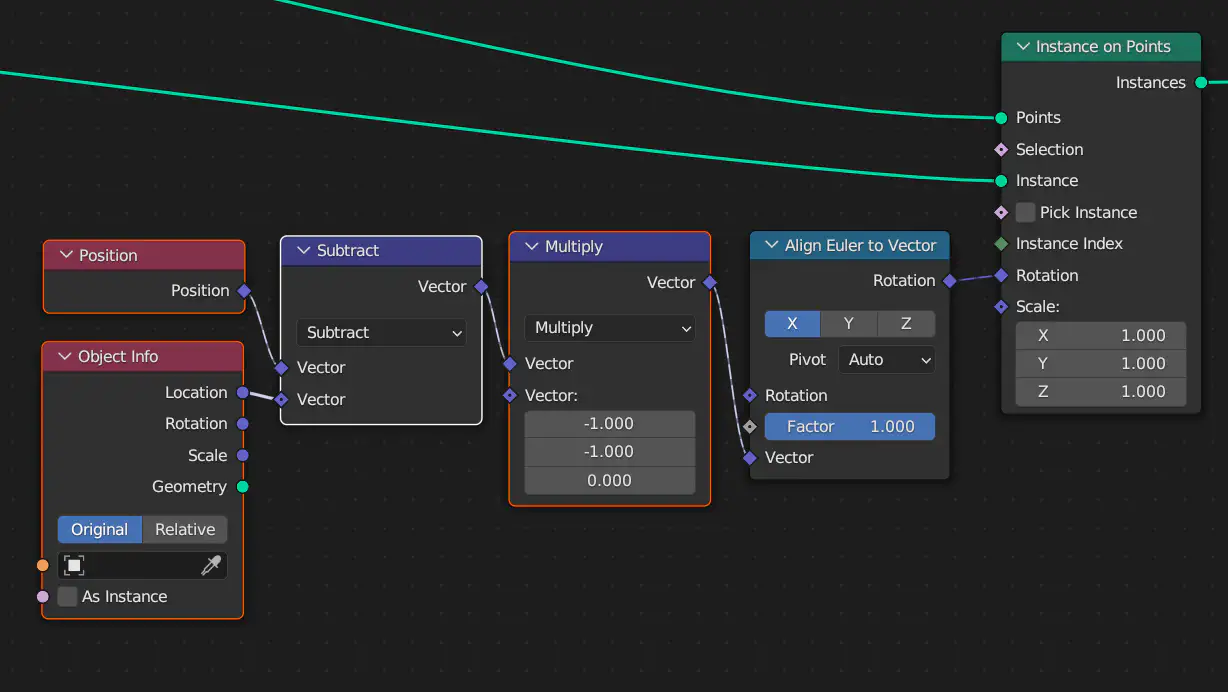 Instance on Points
Instances
Points
Selection
Instance
Pick Instance
Instance Index
Rotation
Scale:
X 1.000
Y 1.000
Z 1.000
Position
Position
Object Info
Location
Rotation
Scale
Geometry
Original Relative
As Instance
Subtract
Vector
Subtract
Vector
Vector
Multiply
Vector
Multiply
Vector
Vector:
-1.000
-1.000
0.000
Align Euler to Vector
Rotation
X Y Z
Pivot Auto
Rotation
Factor 1.000
Vector